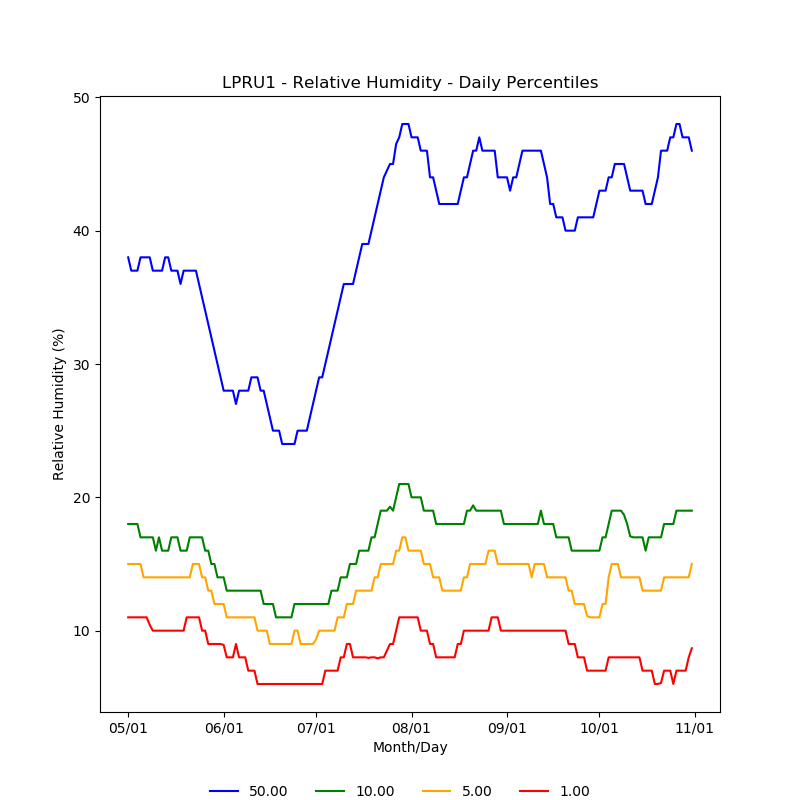 LPRU1 - Relative Humidity - Daily Percentiles
50
40
30
20
10
Relative Humidity (%)
05/01 06/01 07/01 08/01 09/01 10/01 11/01
Month/Day
50.00 10.00 5.00 1.00